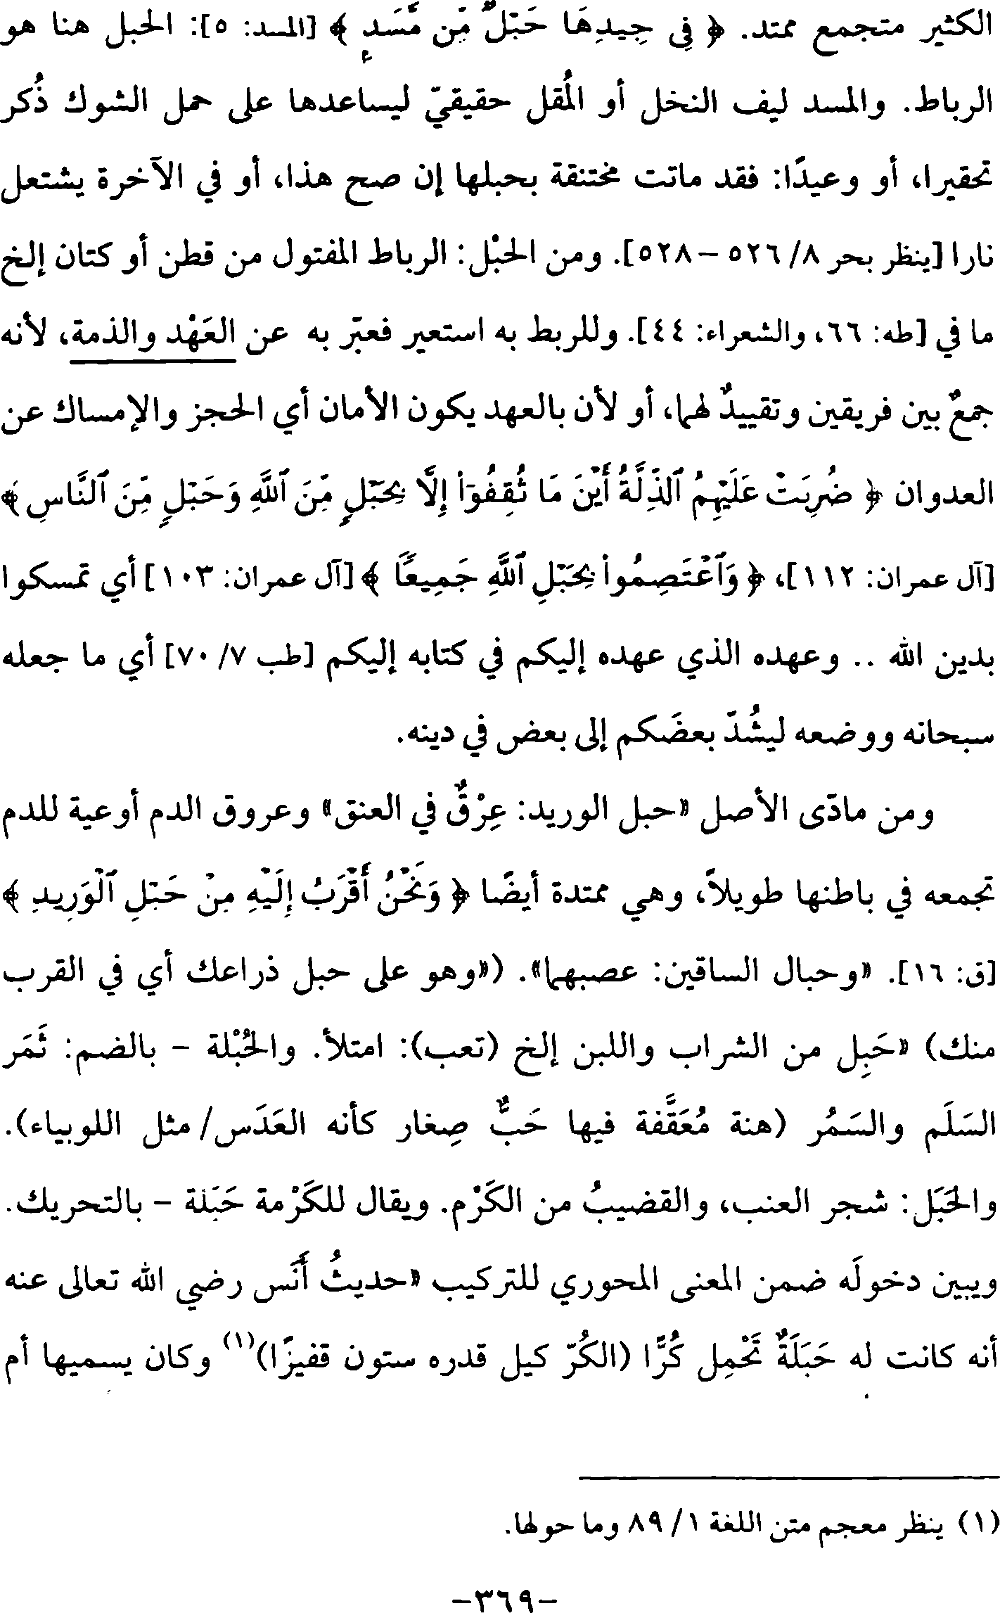 الكثير متجمع ممتد. ﴿ فِي جِيدِهَا حَبْلٌ مِّن مَّسَدٍ ﴾ [المسد: ٥]: الحبل هنا هو
الرباط. والمسد ليف النخل أو المُقل حقيقيّ ليساعدها على حمل الشوك ذُكر
تحقيرا، أو وعيدًا: فقد ماتت مختنقة بحبلها إن صح هذا، أو في الآخرة يشتعل
نارا [ينظر بحر ٨/ ٥٢٦ – ٥٢٨]. ومن الحبْل: الرباط المفتول من قطن أو كتان إلخ
ما في [طه: ٦٦، والشعراء: ٤٤]. وللربط به استعير فعبّر به عن العَهْد والذمة، لأنه
جمعٌ بين فريقين وتقييدٌ لهما، أو لأن بالعهد يكون الأمان أي الحجز والإمساك عن
العدوان ﴿ ضُرِبَتْ عَلَيْهِمُ ٱلذِّلَّةُ أَيْنَ مَا ثُقِفُوٓا۟ إِلَّا بِحَبْلٍ مِّنَ ٱللَّهِ وَحَبْلٍ مِّنَ ٱلنَّاسِ ﴾
[آل عمران: ١١٢]، ﴿ وَٱعْتَصِمُوا۟ بِحَبْلِ ٱللَّهِ جَمِيعًا ﴾ [آل عمران: ١٠٣] أي تمسكوا
بدين الله .. وعهده الذي عهده إليكم في كتابه إليكم [طب ٧/ ٧٠] أي ما جعله
سبحانه ووضعه ليشُدّ بعضَكم إلى بعض في دينه.
ومن مادّى الأصل «حبل الوريد: عِرْقٌ في العنق» وعروق الدم أوعية للدم
تجمعه في باطنها طويلاً، وهي ممتدة أيضًا ﴿ وَنَحْنُ أَقْرَبُ إِلَيْهِ مِنْ حَبْلِ ٱلْوَرِيدِ ﴾
[ق: ١٦]. «وحبال الساقين: عصبهما». («وهو على حبل ذراعك أي في القرب
منك) «حَبِل من الشراب واللبن إلخ (تعب): امتلأ. والحُبْلة – بالضم: ثَمَر
السَلَم والسَمُر (هنة مُعَقَّفة فيها حَبٌّ صِغار كأنه العَدَس/ مثل اللوبياء).
والحَبَل: شجر العنب، والقضيبُ من الكَرْم. ويقال للكَرْمة حَبَلة – بالتحريك.
ويبين دخولَه ضمن المعنى المحوري للتركيب «حديثُ أَنَس رضي الله تعالى عنه
أنه كانت له حَبَلَةٌ تَحْمِل كُرًّا (الكُرّ كيل قدره ستون قفيزًا)(١) وكان يسميها أم
(١) ينظر معجم متن اللغة ١/ ٨٩ وما حولها.
-٣٦٩-